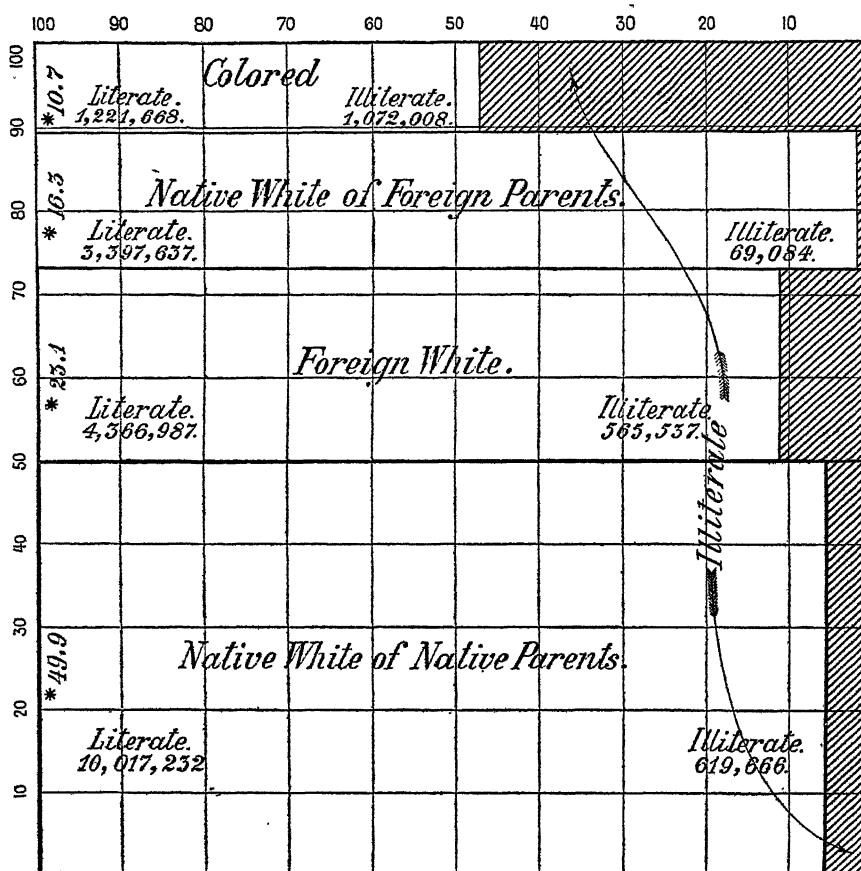 100 90 80 70 60 50 40 30 20 10
100
Colored
* 10.7
Literate. Illiterate.
1,221,668. 1,072,008.
90
* 16.3
Native White of Foreign Parents.
80
Literate. Illiterate.
3,397,637. 69,084.
70
Foreign White.
* 23.1
60
Literate. Illiterate
4,366,987. 565,537.
50
Illiterate
40
30
* 49.9
Native White of Native Parents.
20
Literate. Illiterate.
10,017,232 619,666.
10